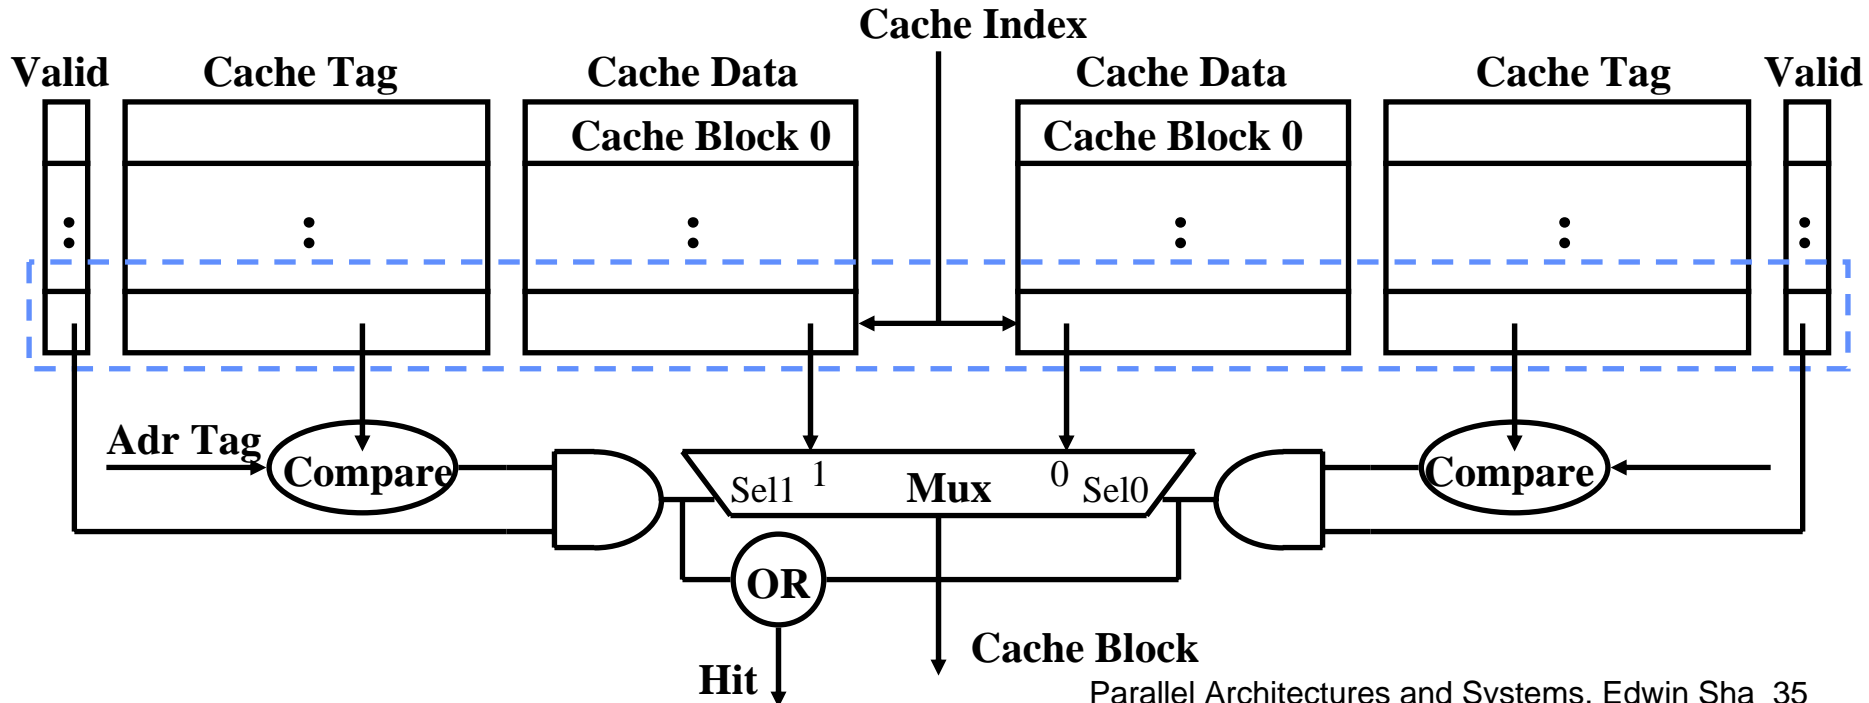 Cache Index
Valid Cache Tag Cache Data Cache Data Cache Tag Valid
Cache Block 0 Cache Block 0
Adr Tag
Compare Sel1 1 Mux 0 Sel0 Compare
OR
Cache Block
Hit
Parallel Architectures and Systems, Edwin Sha 35